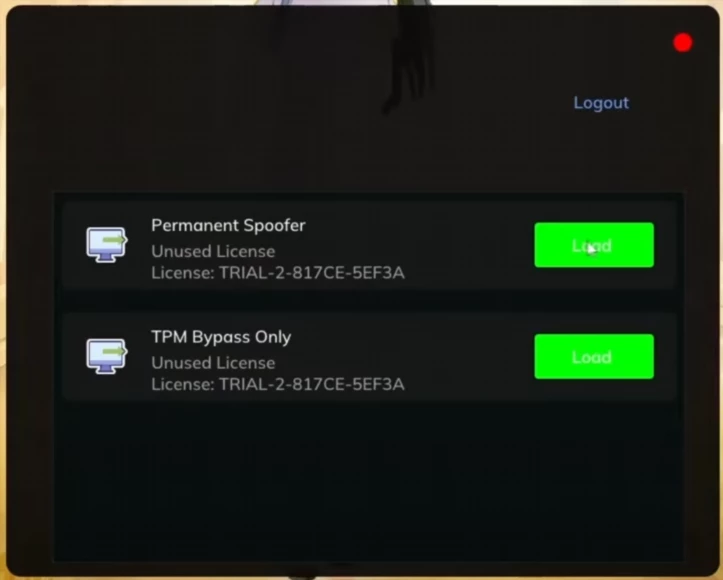 Logout
Permanent Spoofer
Unused License
License: TRIAL-2-817CE-5EF3A
Load
TPM Bypass Only
Unused License
License: TRIAL-2-817CE-5EF3A
Load